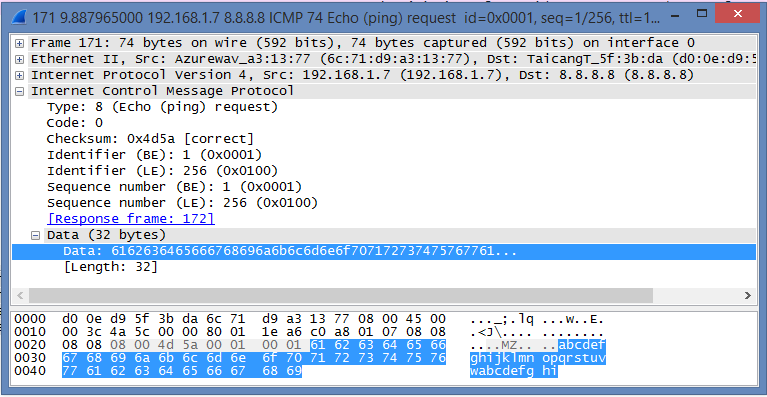 171 9.887965000 192.168.1.7 8.8.8.8 ICMP 74 Echo (ping) request id=0x0001, seq=1/256, ttl=1...
Frame 171: 74 bytes on wire (592 bits), 74 bytes captured (592 bits) on interface 0
Ethernet II, Src: Azurewav_a3:13:77 (6c:71:d9:a3:13:77), Dst: TaicangT_5f:3b:da (d0:0e:d9:5
Internet Protocol Version 4, Src: 192.168.1.7 (192.168.1.7), Dst: 8.8.8.8 (8.8.8.8)
Internet Control Message Protocol
Type: 8 (Echo (ping) request)
Code: 0
Checksum: 0x4d5a [correct]
Identifier (BE): 1 (0x0001)
Identifier (LE): 256 (0x0100)
Sequence number (BE): 1 (0x0001)
Sequence number (LE): 256 (0x0100)
[Response frame: 172]
Data (32 bytes)
Data: 6162636465666768696a6b6c6d6e6f707172737475767761...
[Length: 32]
0000 d0 0e d9 5f 3b da 6c 71 d9 a3 13 77 08 00 45 00 ..._;.lq ...w..E.
0010 00 3c 4a 5c 00 00 80 01 1e a6 c0 a8 01 07 08 08 .<J\.... ........
0020 08 08 08 00 4d 5a 00 01 00 01 61 62 63 64 65 66 ....MZ.. ..abcdef
0030 67 68 69 6a 6b 6c 6d 6e 6f 70 71 72 73 74 75 76 ghijklmn opqrstuv
0040 77 61 62 63 64 65 66 67 68 69 wabcdefg hi